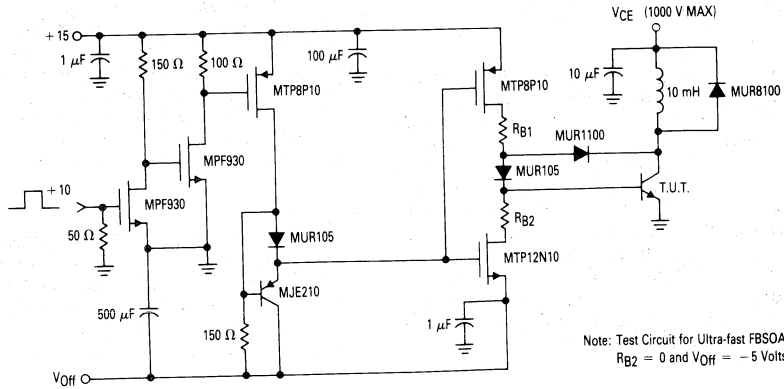 VCE (1000 V MAX)
+15
1 μF
150 Ω
100 Ω
MTP8P10
100 μF
MTP8P10
10 μF
10 mH
MUR8100
RB1
MUR1100
MUR105
MPF930
+10
MPF930
T.U.T.
RB2
50 Ω
MUR105
MTP12N10
MJE210
500 μF
1 μF
150 Ω
Note: Test Circuit for Ultra-fast FBSOA
RB2 = 0 and VOff = −5 Volts
VOff